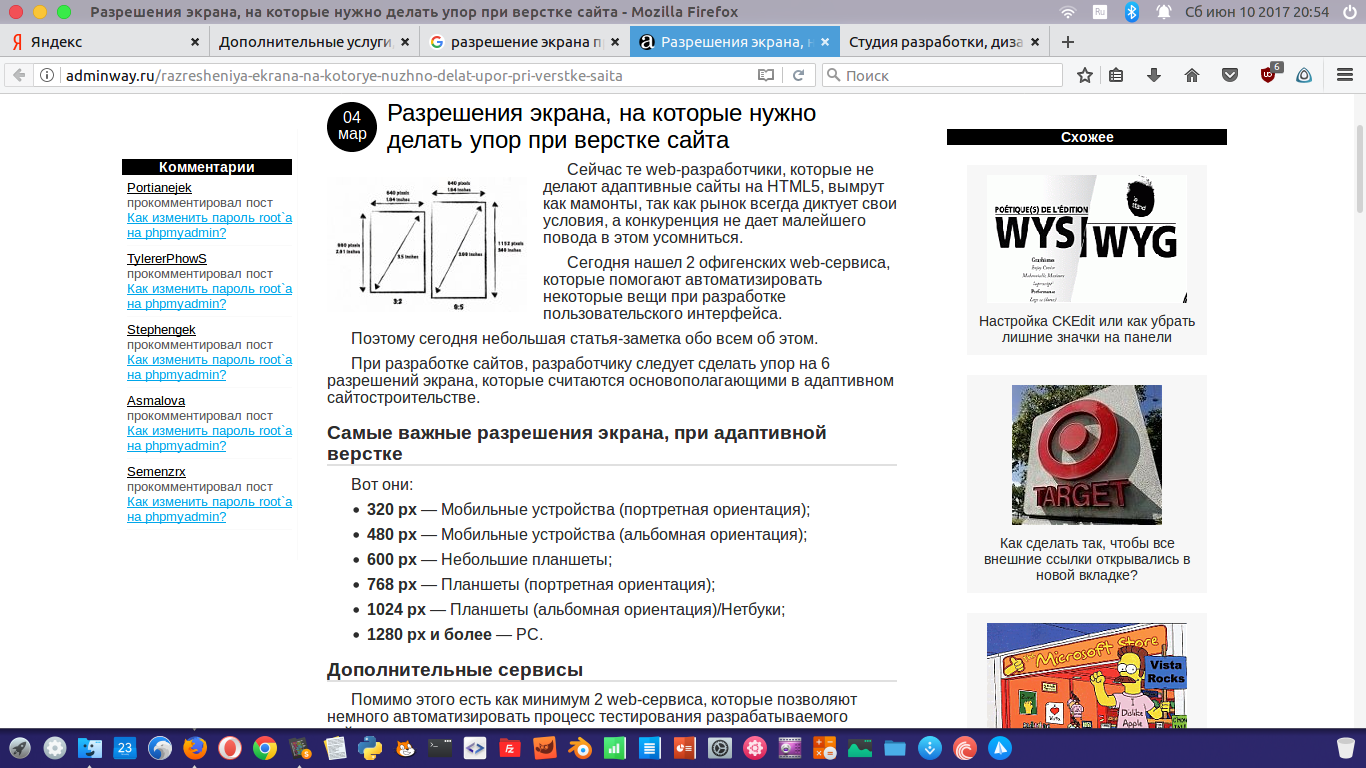 Разрешения экрана, на которые нужно делать упор при верстке сайта - Mozilla Firefox
Ru
Сб июн 10 2017 20:54
Яндекс
Дополнительные услуги,
разрешение экрана п
Разрешения экрана, н
Студия разработки, диза
adminway.ru/razresheniya-ekrana-na-kotorye-nuzhno-delat-upor-pri-verstke-saita
Поиск
6
Комментарии
Portianejek
прокомментировал пост
Как изменить пароль root`а
на phpmyadmin?
TylererPhowS
прокомментировал пост
Как изменить пароль root`а
на phpmyadmin?
Stephengek
прокомментировал пост
Как изменить пароль root`а
на phpmyadmin?
Asmalova
прокомментировал пост
Как изменить пароль root`а
на phpmyadmin?
Semenzrx
прокомментировал пост
Как изменить пароль root`а
на phpmyadmin?
04
мар
Разрешения экрана, на которые нужно
делать упор при верстке сайта
640 pixels
1.94 inches
640 pixels
960 pixels
2.91 inches
3.5 inches
1152 pixels
3:2
Сейчас те web-разработчики, которые не
делают адаптивные сайты на HTML5, вымрут
как мамонты, так как рынок всегда диктует свои
условия, а конкуренция не дает малейшего
повода в этом усомниться.
Сегодня нашел 2 офигенских web-сервиса,
которые помогают автоматизировать
некоторые вещи при разработке
пользовательского интерфейса.
Поэтому сегодня небольшая статья-заметка обо всем об этом.
При разработке сайтов, разработчику следует сделать упор на 6
разрешений экрана, которые считаются основополагающими в адаптивном
сайтостроительстве.
Самые важные разрешения экрана, при адаптивной
верстке
Вот они:
• 320 px — Мобильные устройства (портретная ориентация);
• 480 px — Мобильные устройства (альбомная ориентация);
• 600 px — Небольшие планшеты;
• 768 px — Планшеты (портретная ориентация);
• 1024 px — Планшеты (альбомная ориентация)/Нетбуки;
• 1280 px и более — PC.
Дополнительные сервисы
Помимо этого есть как минимум 2 web-сервиса, которые позволяют
немного автоматизировать процесс тестирования разрабатываемого
Схожее
POÉTIQUE(S) DE L'ÉDITION
WYSIWYG
Настройка CKEdit или как убрать
лишние значки на панели
TARGET
Как сделать так, чтобы все
внешние ссылки открывались в
новой вкладке?
Microsoft Store
Vista
Rocks
I
Dislike
Apple
23
fz